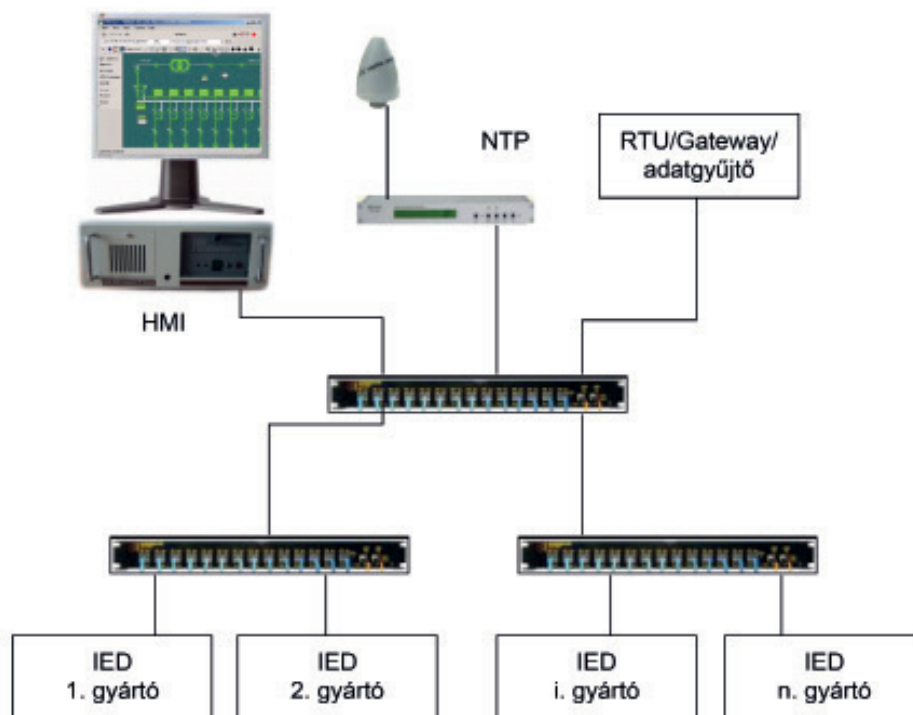 NTP
RTU/Gateway/
adatgyűjtő
HMI
IED
1. gyártó
IED
2. gyártó
IED
i. gyártó
IED
n. gyártó